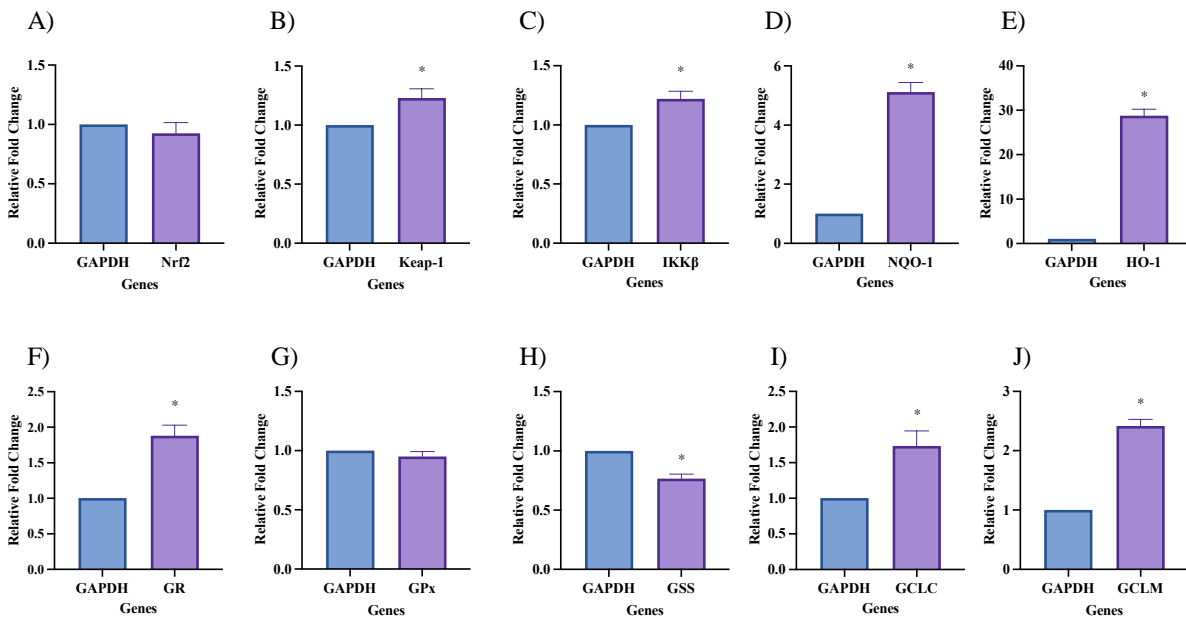 A)
Relative Fold Change
1.5
1.0
0.5
0.0
GAPDH Nrf2
Genes
B)
Relative Fold Change
1.5
1.0
0.5
0.0
*
GAPDH Keap-1
Genes
C)
Relative Fold Change
1.5
1.0
0.5
0.0
*
GAPDH IKKβ
Genes
D)
Relative Fold Change
6
4
2
0
*
GAPDH NQO-1
Genes
E)
Relative Fold Change
40
30
20
10
0
*
GAPDH HO-1
Genes
F)
Relative Fold Change
2.5
2.0
1.5
1.0
0.5
0.0
*
GAPDH GR
Genes
G)
Relative Fold Change
1.5
1.0
0.5
0.0
GAPDH GPx
Genes
H)
Relative Fold Change
1.5
1.0
0.5
0.0
*
GAPDH GSS
Genes
I)
Relative Fold Change
2.5
2.0
1.5
1.0
0.5
0.0
*
GAPDH GCLC
Genes
J)
Relative Fold Change
3
2
1
0
*
GAPDH GCLM
Genes